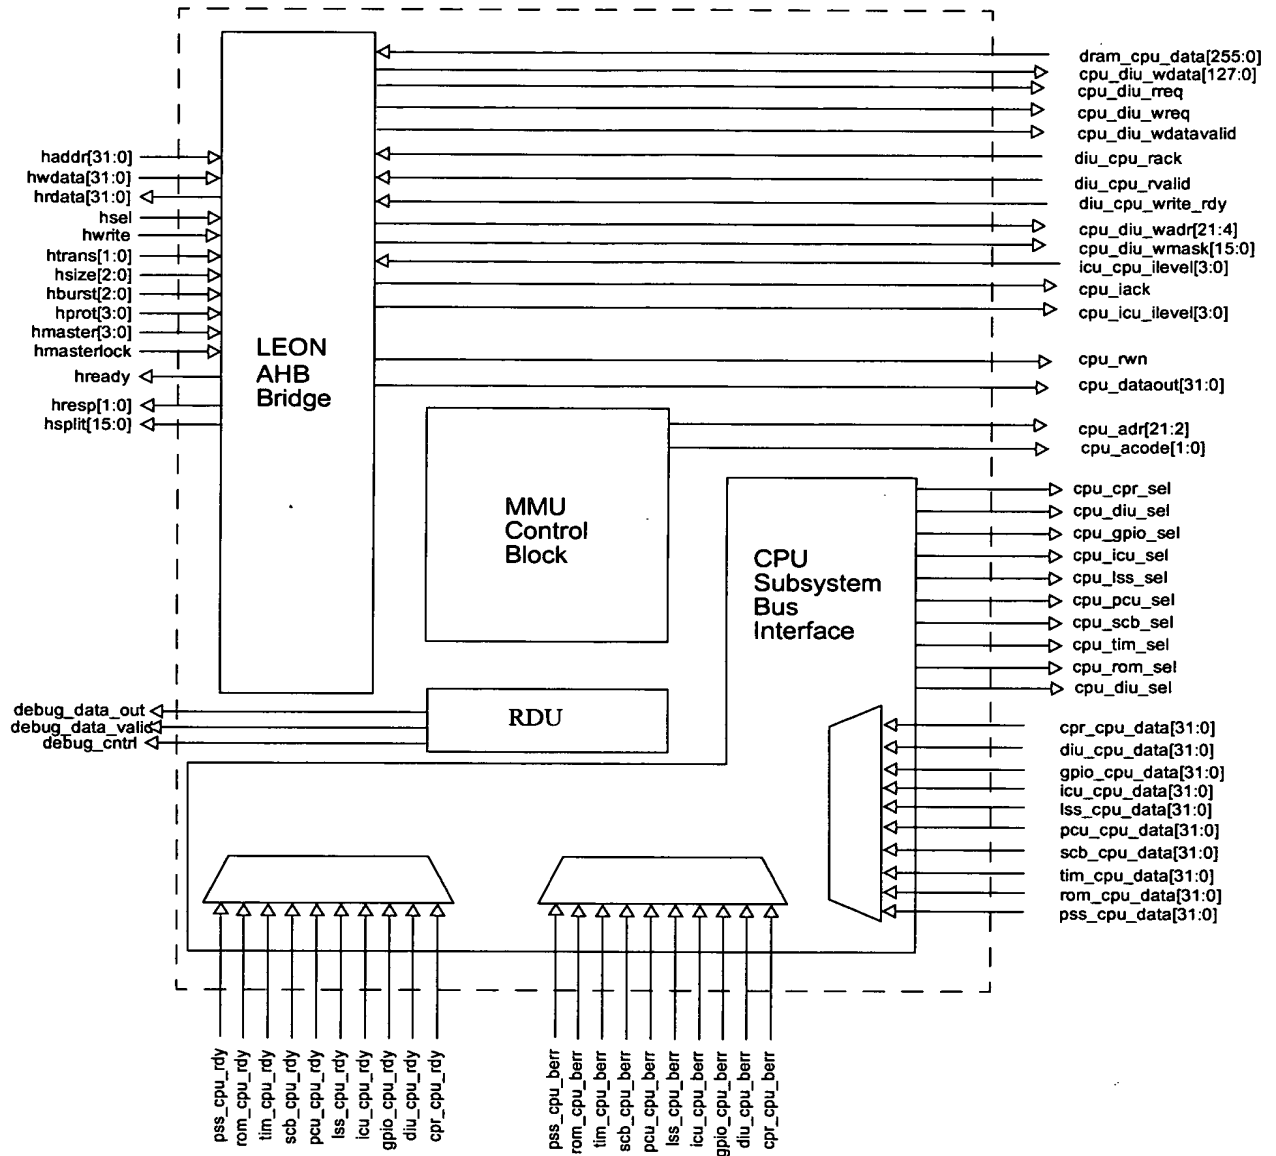 haddr[31:0]
hwdata[31:0]
hrdata[31:0]
hsel
hwrite
htrans[1:0]
hsize[2:0]
hburst[2:0]
hprot[3:0]
hmaster[3:0]
hmasterlock
hready
hresp[1:0]
hsplit[15:0]
LEON
AHB
Bridge
dram_cpu_data[255:0]
cpu_diu_wdata[127:0]
cpu_diu_rreq
cpu_diu_wreq
cpu_diu_wdatavalid
diu_cpu_rack
diu_cpu_rvalid
diu_cpu_write_rdy
cpu_diu_wadr[21:4]
cpu_diu_wmask[15:0]
icu_cpu_ilevel[3:0]
cpu_iack
cpu_icu_ilevel[3:0]
cpu_rwn
cpu_dataout[31:0]
cpu_adr[21:2]
cpu_acode[1:0]
MMU
Control
Block
CPU
Subsystem
Bus
Interface
cpu_cpr_sel
cpu_diu_sel
cpu_gpio_sel
cpu_icu_sel
cpu_lss_sel
cpu_pcu_sel
cpu_scb_sel
cpu_tim_sel
cpu_rom_sel
cpu_diu_sel
debug_data_out
debug_data_valid
debug_cntrl
RDU
cpr_cpu_data[31:0]
diu_cpu_data[31:0]
gpio_cpu_data[31:0]
icu_cpu_data[31:0]
lss_cpu_data[31:0]
pcu_cpu_data[31:0]
scb_cpu_data[31:0]
tim_cpu_data[31:0]
rom_cpu_data[31:0]
pss_cpu_data[31:0]
pss_cpu_rdy
rom_cpu_rdy
tim_cpu_rdy
scb_cpu_rdy
pcu_cpu_rdy
lss_cpu_rdy
icu_cpu_rdy
gpio_cpu_rdy
diu_cpu_rdy
cpr_cpu_rdy
pss_cpu_berr
rom_cpu_berr
tim_cpu_berr
scb_cpu_berr
pcu_cpu_berr
lss_cpu_berr
icu_cpu_berr
gpio_cpu_berr
diu_cpu_berr
cpr_cpu_berr